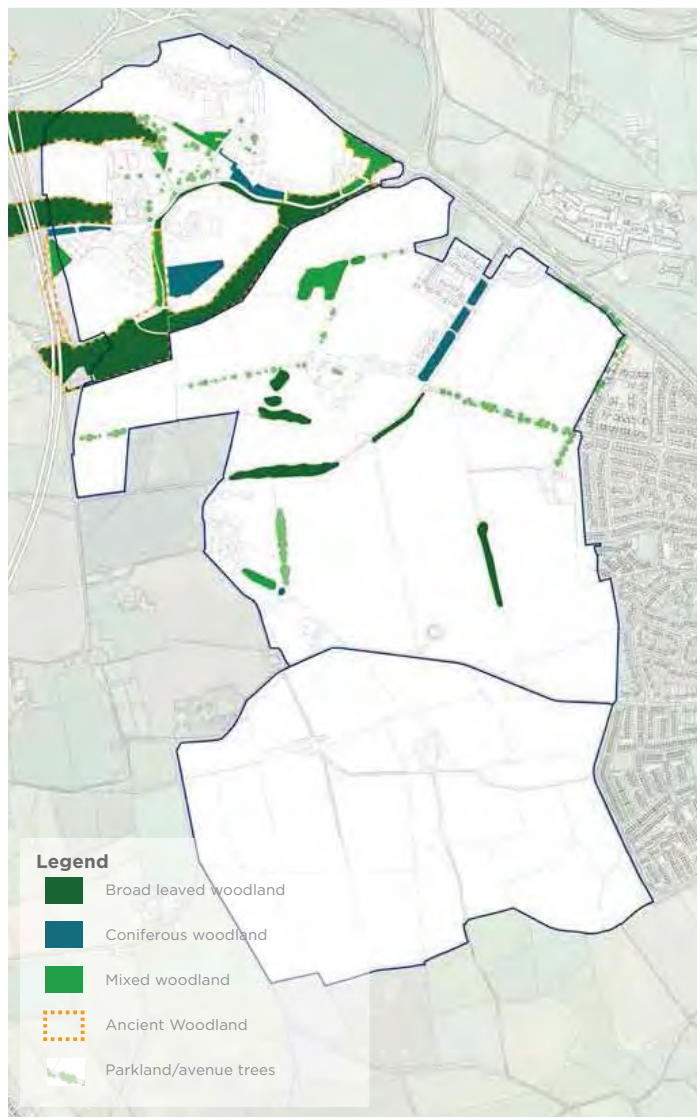 Legend
Broad leaved woodland
Coniferous woodland
Mixed woodland
Ancient Woodland
Parkland/avenue trees